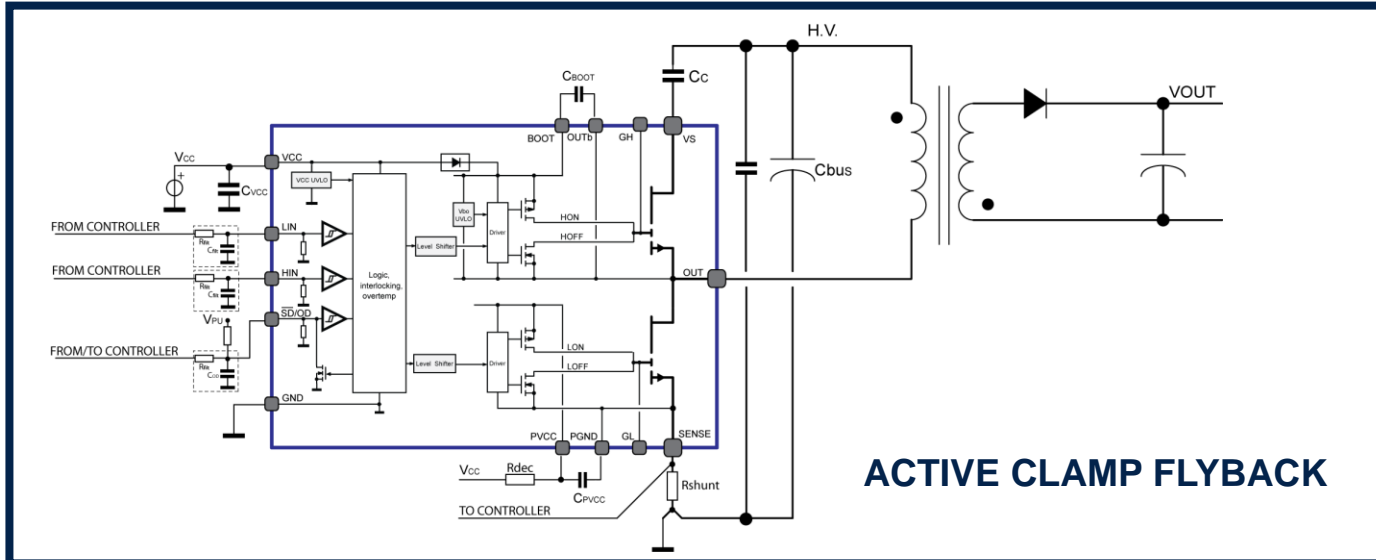 H.V.
CBOOT
CC
BOOT
OUTb
GH
VS
VOUT
VCC
VCC
VCC UVLO
CVCC
Cbus
Vbo
UVLO
Driver
HON
HOFF
FROM CONTROLLER
LIN
Level Shifter
FROM CONTROLLER
HIN
Logic,
interlocking,
overtemp
OUT
SD/OD
VPU
LON
FROM/TO CONTROLLER
Level Shifter
Driver
LOFF
GND
PVCC
PGND
GL
SENSE
VCC
Rdec
CPVCC
Rshunt
TO CONTROLLER
ACTIVE CLAMP FLYBACK